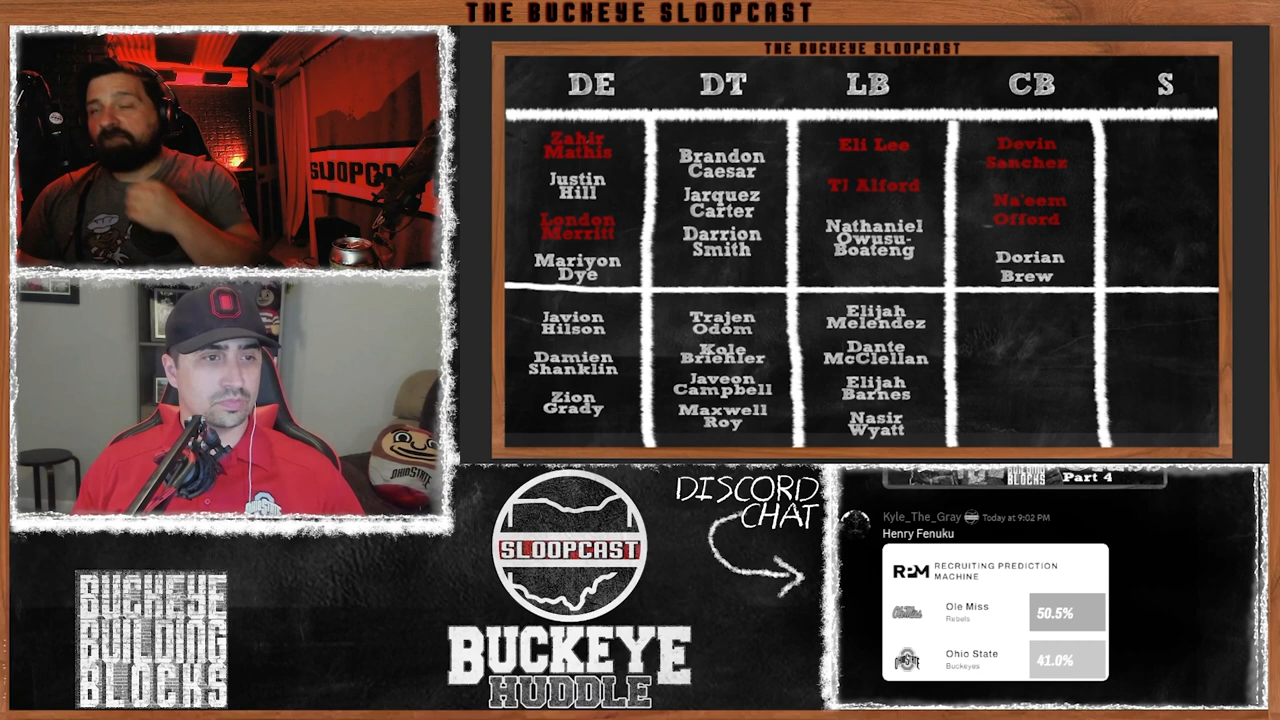 THE BUCKEYE SLOOPCAST
THE BUCKEYE SLOOPCAST
DE
DT
LB
CB
S
Zahir
Mathis
Justin
Hill
London
Merritt
Mariyon
Dye
Brandon
Caesar
Jarquez
Carter
Darrion
Smith
Eli Lee
TJ Alford
Nathaniel
Owusu-
Boateng
Devin
Sanchez
Na'eem
Offord
Dorian
Brew
Javion
Hilson
Damien
Shanklin
Zion
Grady
Trajen
Odom
Kole
Briehler
Javeon
Campbell
Maxwell
Roy
Elijah
Melendez
Dante
McClellan
Elijah
Barnes
Nasir
Wyatt
SLOOPCA
OHIO STATE
BUCKEYE
BUILDING
BLOCKS
SLOOPCAST
BUCKEYE
HUDDLE
DISCORD
CHAT
BLOCKS
Part 4
Kyle_The_Gray Today at 9:02 PM
Henry Fenuku
RPM RECRUITING PREDICTION
MACHINE
Ole Miss
Rebels
50.5%
Ohio State
Buckeyes
41.0%